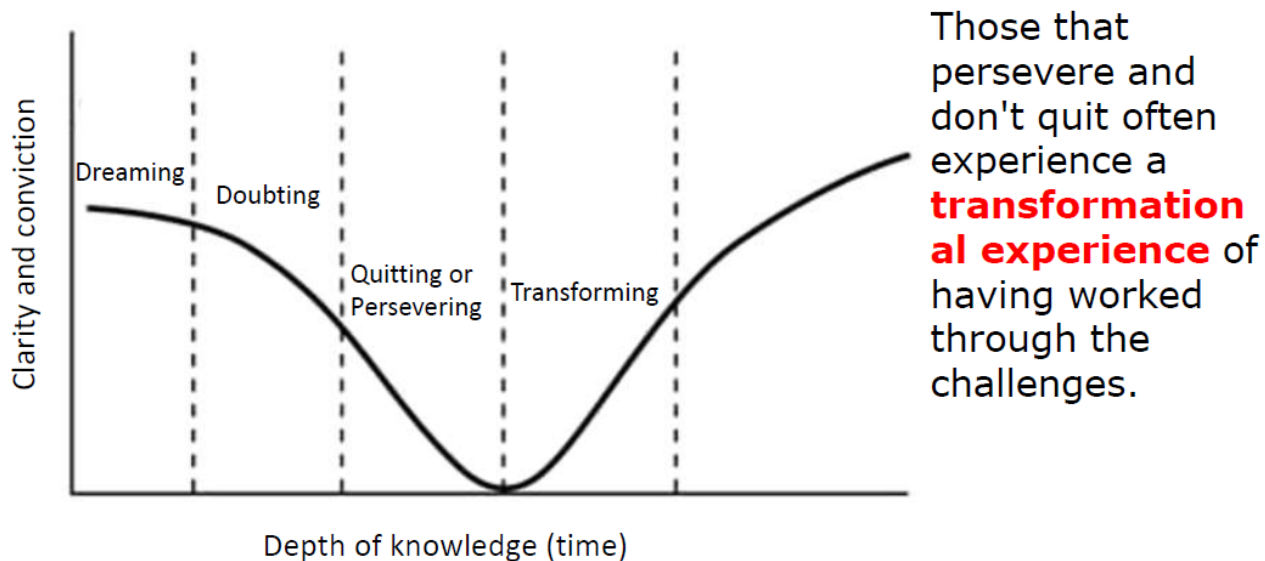 Clarity and conviction
Dreaming
Doubting
Quitting or
Persevering
Transforming
Depth of knowledge (time)
Those that
persevere and
don't quit often
experience a
transformation
al experience of
having worked
through the
challenges.